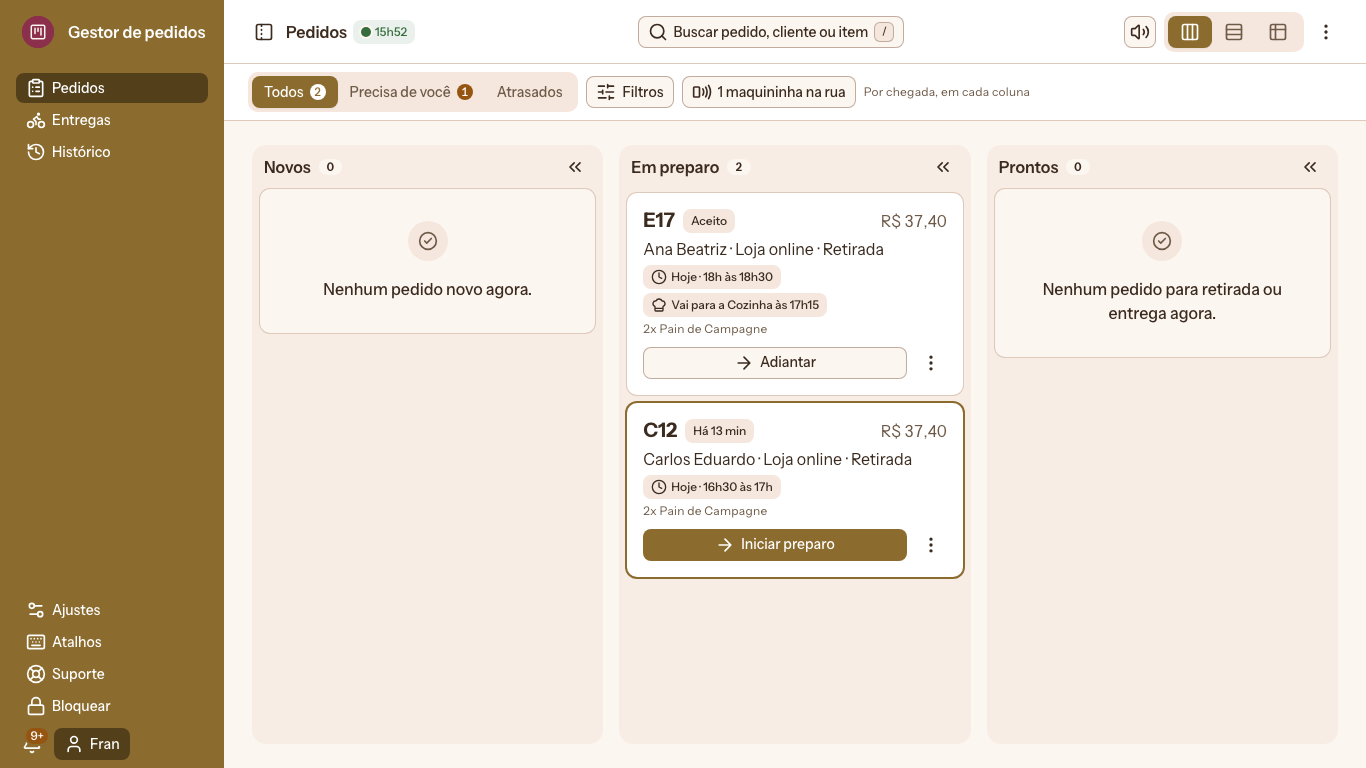 Gestor de pedidos
Pedidos
Entregas
Histórico
Ajustes
Atalhos
Suporte
Bloquear
9+
Fran
Pedidos
15h52
Buscar pedido, cliente ou item /
Todos 2
Precisa de você 1
Atrasados
Filtros
1 maquininha na rua
Por chegada, em cada coluna
Novos 0
Nenhum pedido novo agora.
Em preparo 2
E17 Aceito R$ 37,40
Ana Beatriz · Loja online · Retirada
Hoje · 18h às 18h30
Vai para a Cozinha às 17h15
2x Pain de Campagne
Adiantar
C12 Há 13 min R$ 37,40
Carlos Eduardo · Loja online · Retirada
Hoje · 16h30 às 17h
2x Pain de Campagne
Iniciar preparo
Prontos 0
Nenhum pedido para retirada ou
entrega agora.